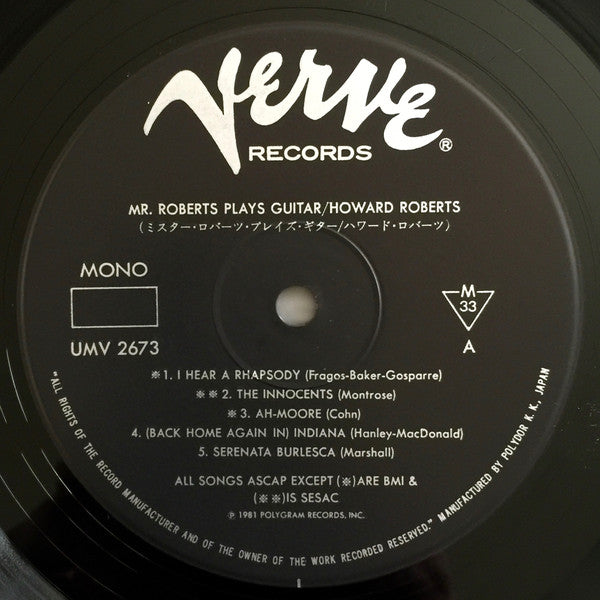 VERVE®
RECORDS
MR. ROBERTS PLAYS GUITAR/HOWARD ROBERTS
(ミスター・ロバーツ・プレイズ・ギター/ハワード・ロバーツ)
MONO
M
33
UMV 2673
A
※1. I HEAR A RHAPSODY (Fragos-Baker-Gosparre)
※※2. THE INNOCENTS (Montrose)
※3. AH-MOORE (Cohn)
4. (BACK HOME AGAIN IN) INDIANA (Hanley-MacDonald)
5. SERENATA BURLESCA (Marshall)
ALL SONGS ASCAP EXCEPT (※)ARE BMI &
(※※)IS SESAC
℗ 1981 POLYGRAM RECORDS, INC.
"ALL RIGHTS OF THE RECORD MANUFACTURER AND OF THE OWNER OF THE WORK RECORDED RESERVED." MANUFACTURED BY POLYDOR K. K., JAPAN